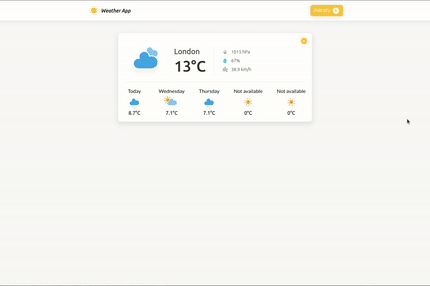 Weather App
Add city
London
13°C
1015 hPa
67%
38.9 km/h
Today
Wednesday
Thursday
Not available
Not available
8.7°C
7.1°C
7.1°C
0°C
0°C